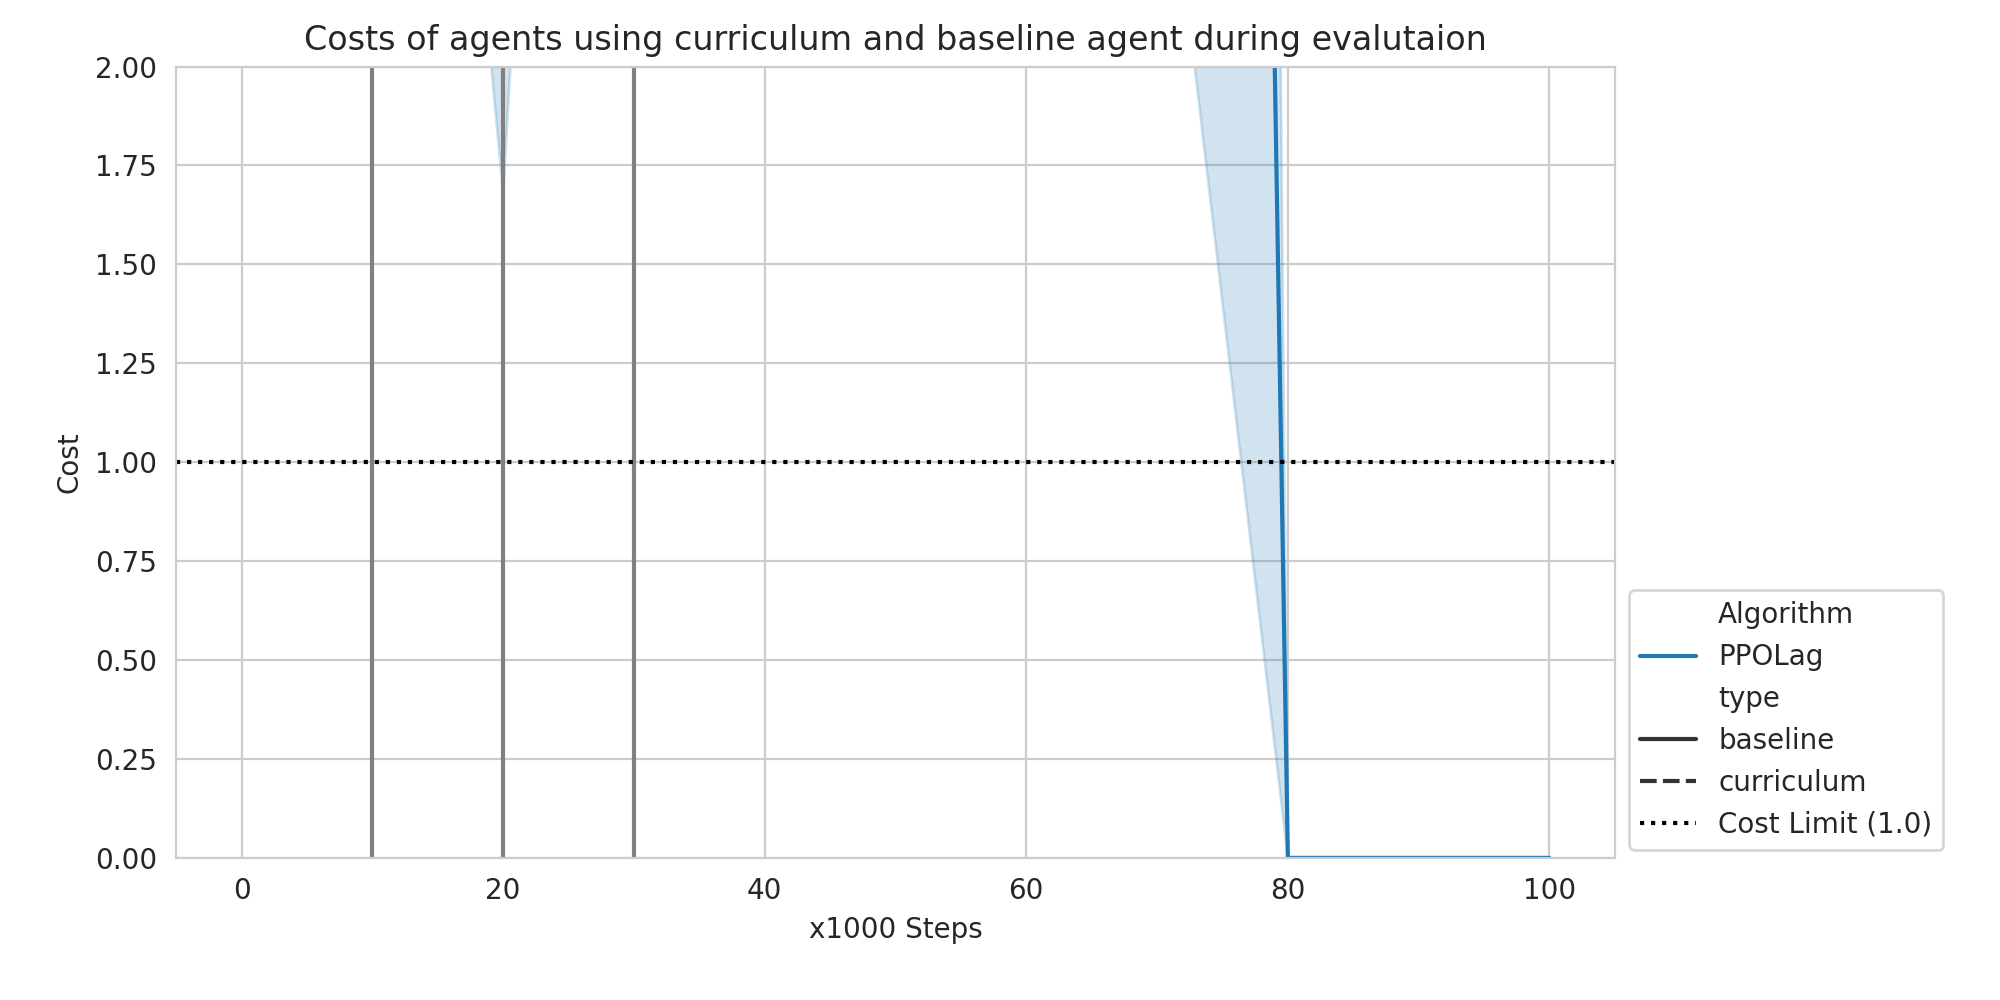 Costs of agents using curriculum and baseline agent during evalutaion
2.00
1.75
1.50
1.25
1.00
0.75
0.50
0.25
0.00
Cost
0 20 40 60 80 100
x1000 Steps
Algorithm
PPOLag
type
baseline
curriculum
Cost Limit (1.0)